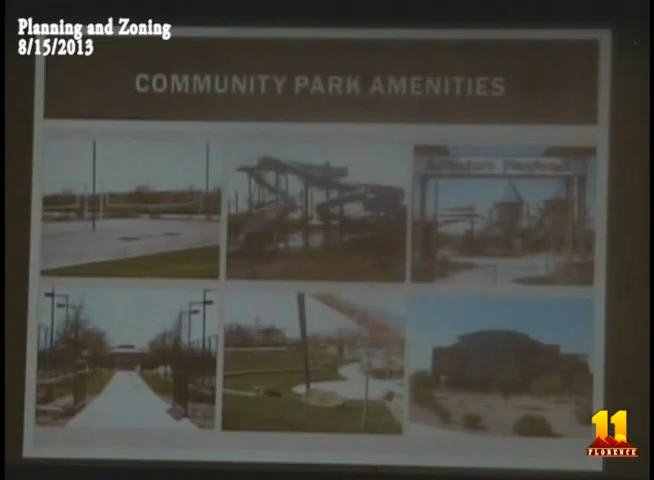 Planning and Zoning
8/15/2013
COMMUNITY PARK AMENITIES
11
FLORENCE